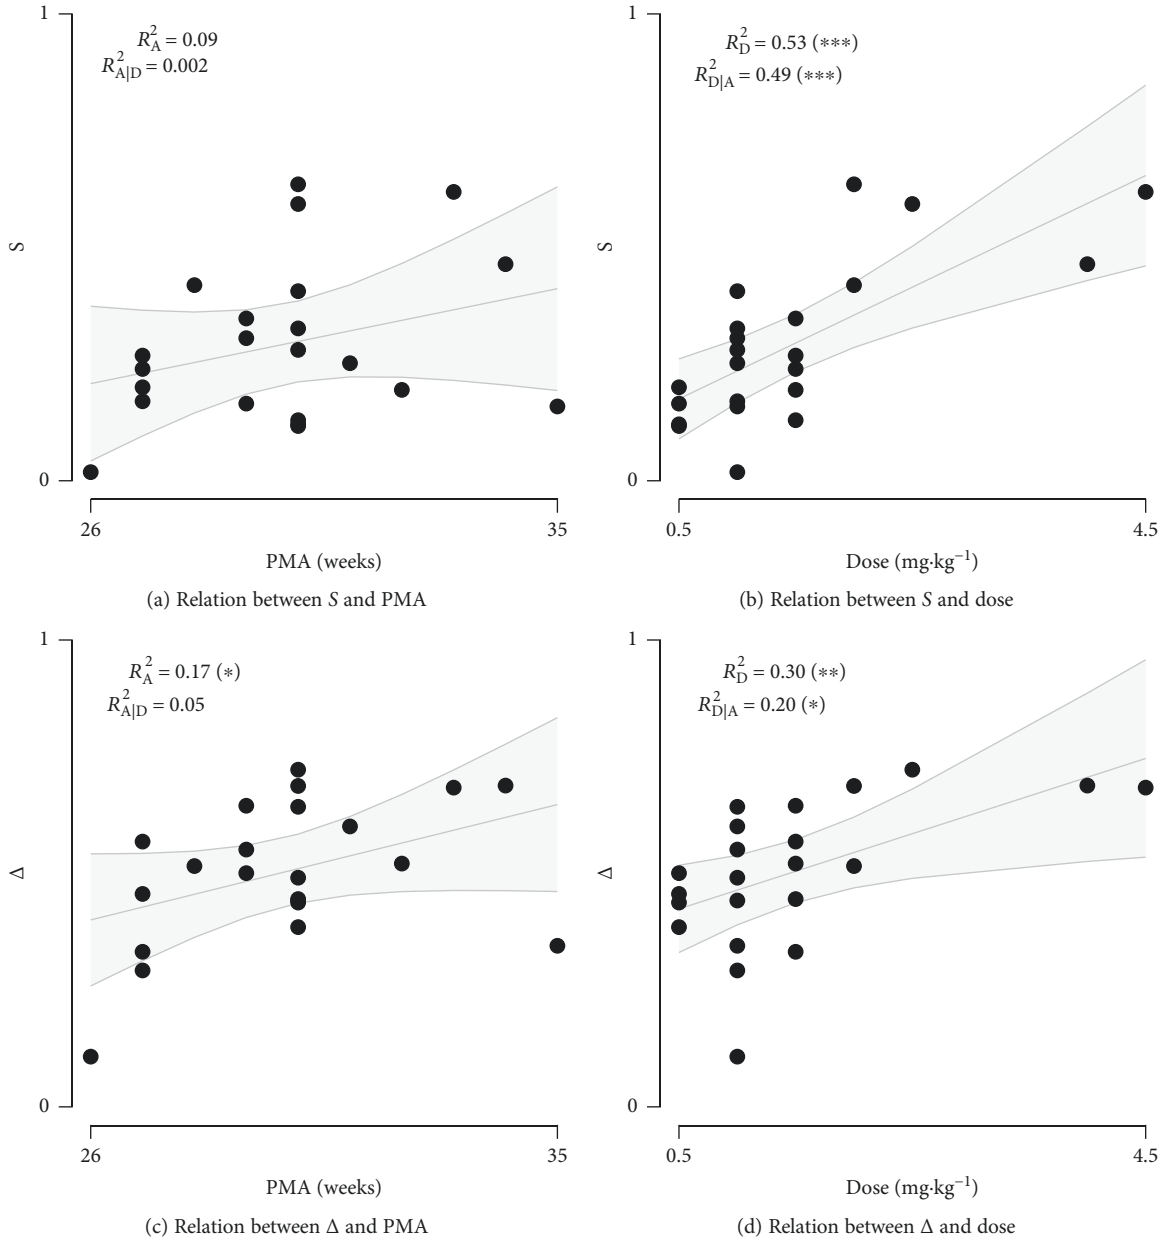 1
R²A = 0.09
R²A|D = 0.002
S
0
26
35
PMA (weeks)
(a) Relation between S and PMA
1
R²D = 0.53 (∗∗∗)
R²D|A = 0.49 (∗∗∗)
S
0
0.5
4.5
Dose (mg·kg⁻¹)
(b) Relation between S and dose
1
R²A = 0.17 (∗)
R²A|D = 0.05
Δ
0
26
35
PMA (weeks)
(c) Relation between Δ and PMA
1
R²D = 0.30 (∗∗)
R²D|A = 0.20 (∗)
Δ
0
0.5
4.5
Dose (mg·kg⁻¹)
(d) Relation between Δ and dose